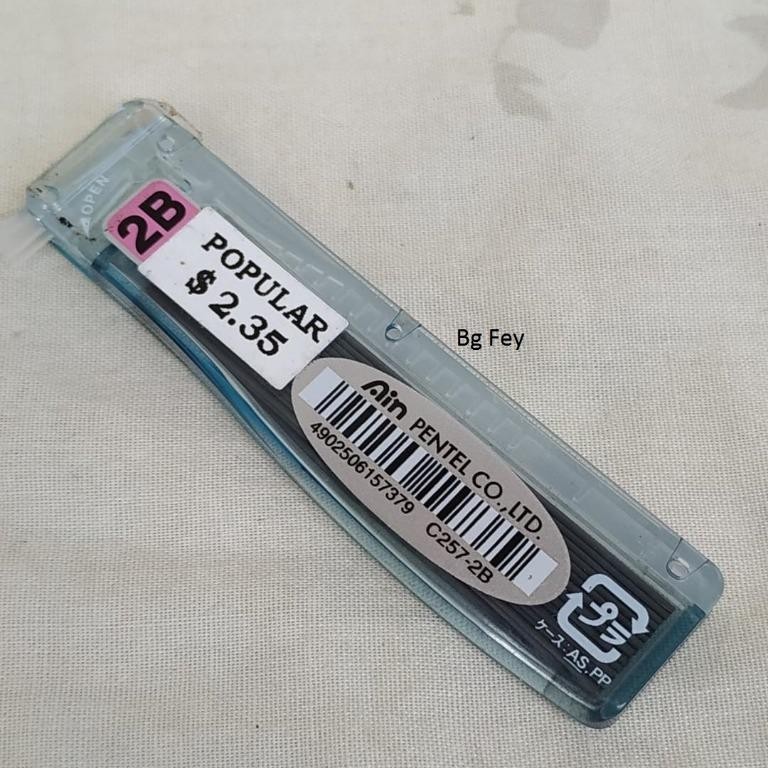 OPEN
2B
POPULAR
$ 2.35
Bg Fey
Ain PENTEL CO.,LTD.
4902506157379
C257-2B
プラ
ケース:AS.PP